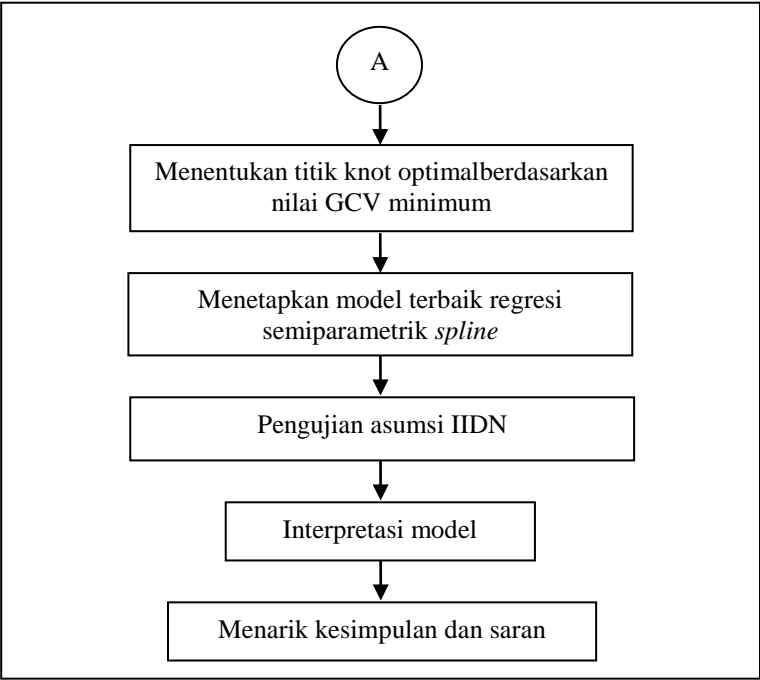 A
Menentukan titik knot optimalberdasarkan
nilai GCV minimum
Menetapkan model terbaik regresi
semiparametrik spline
Pengujian asumsi IIDN
Interpretasi model
Menarik kesimpulan dan saran